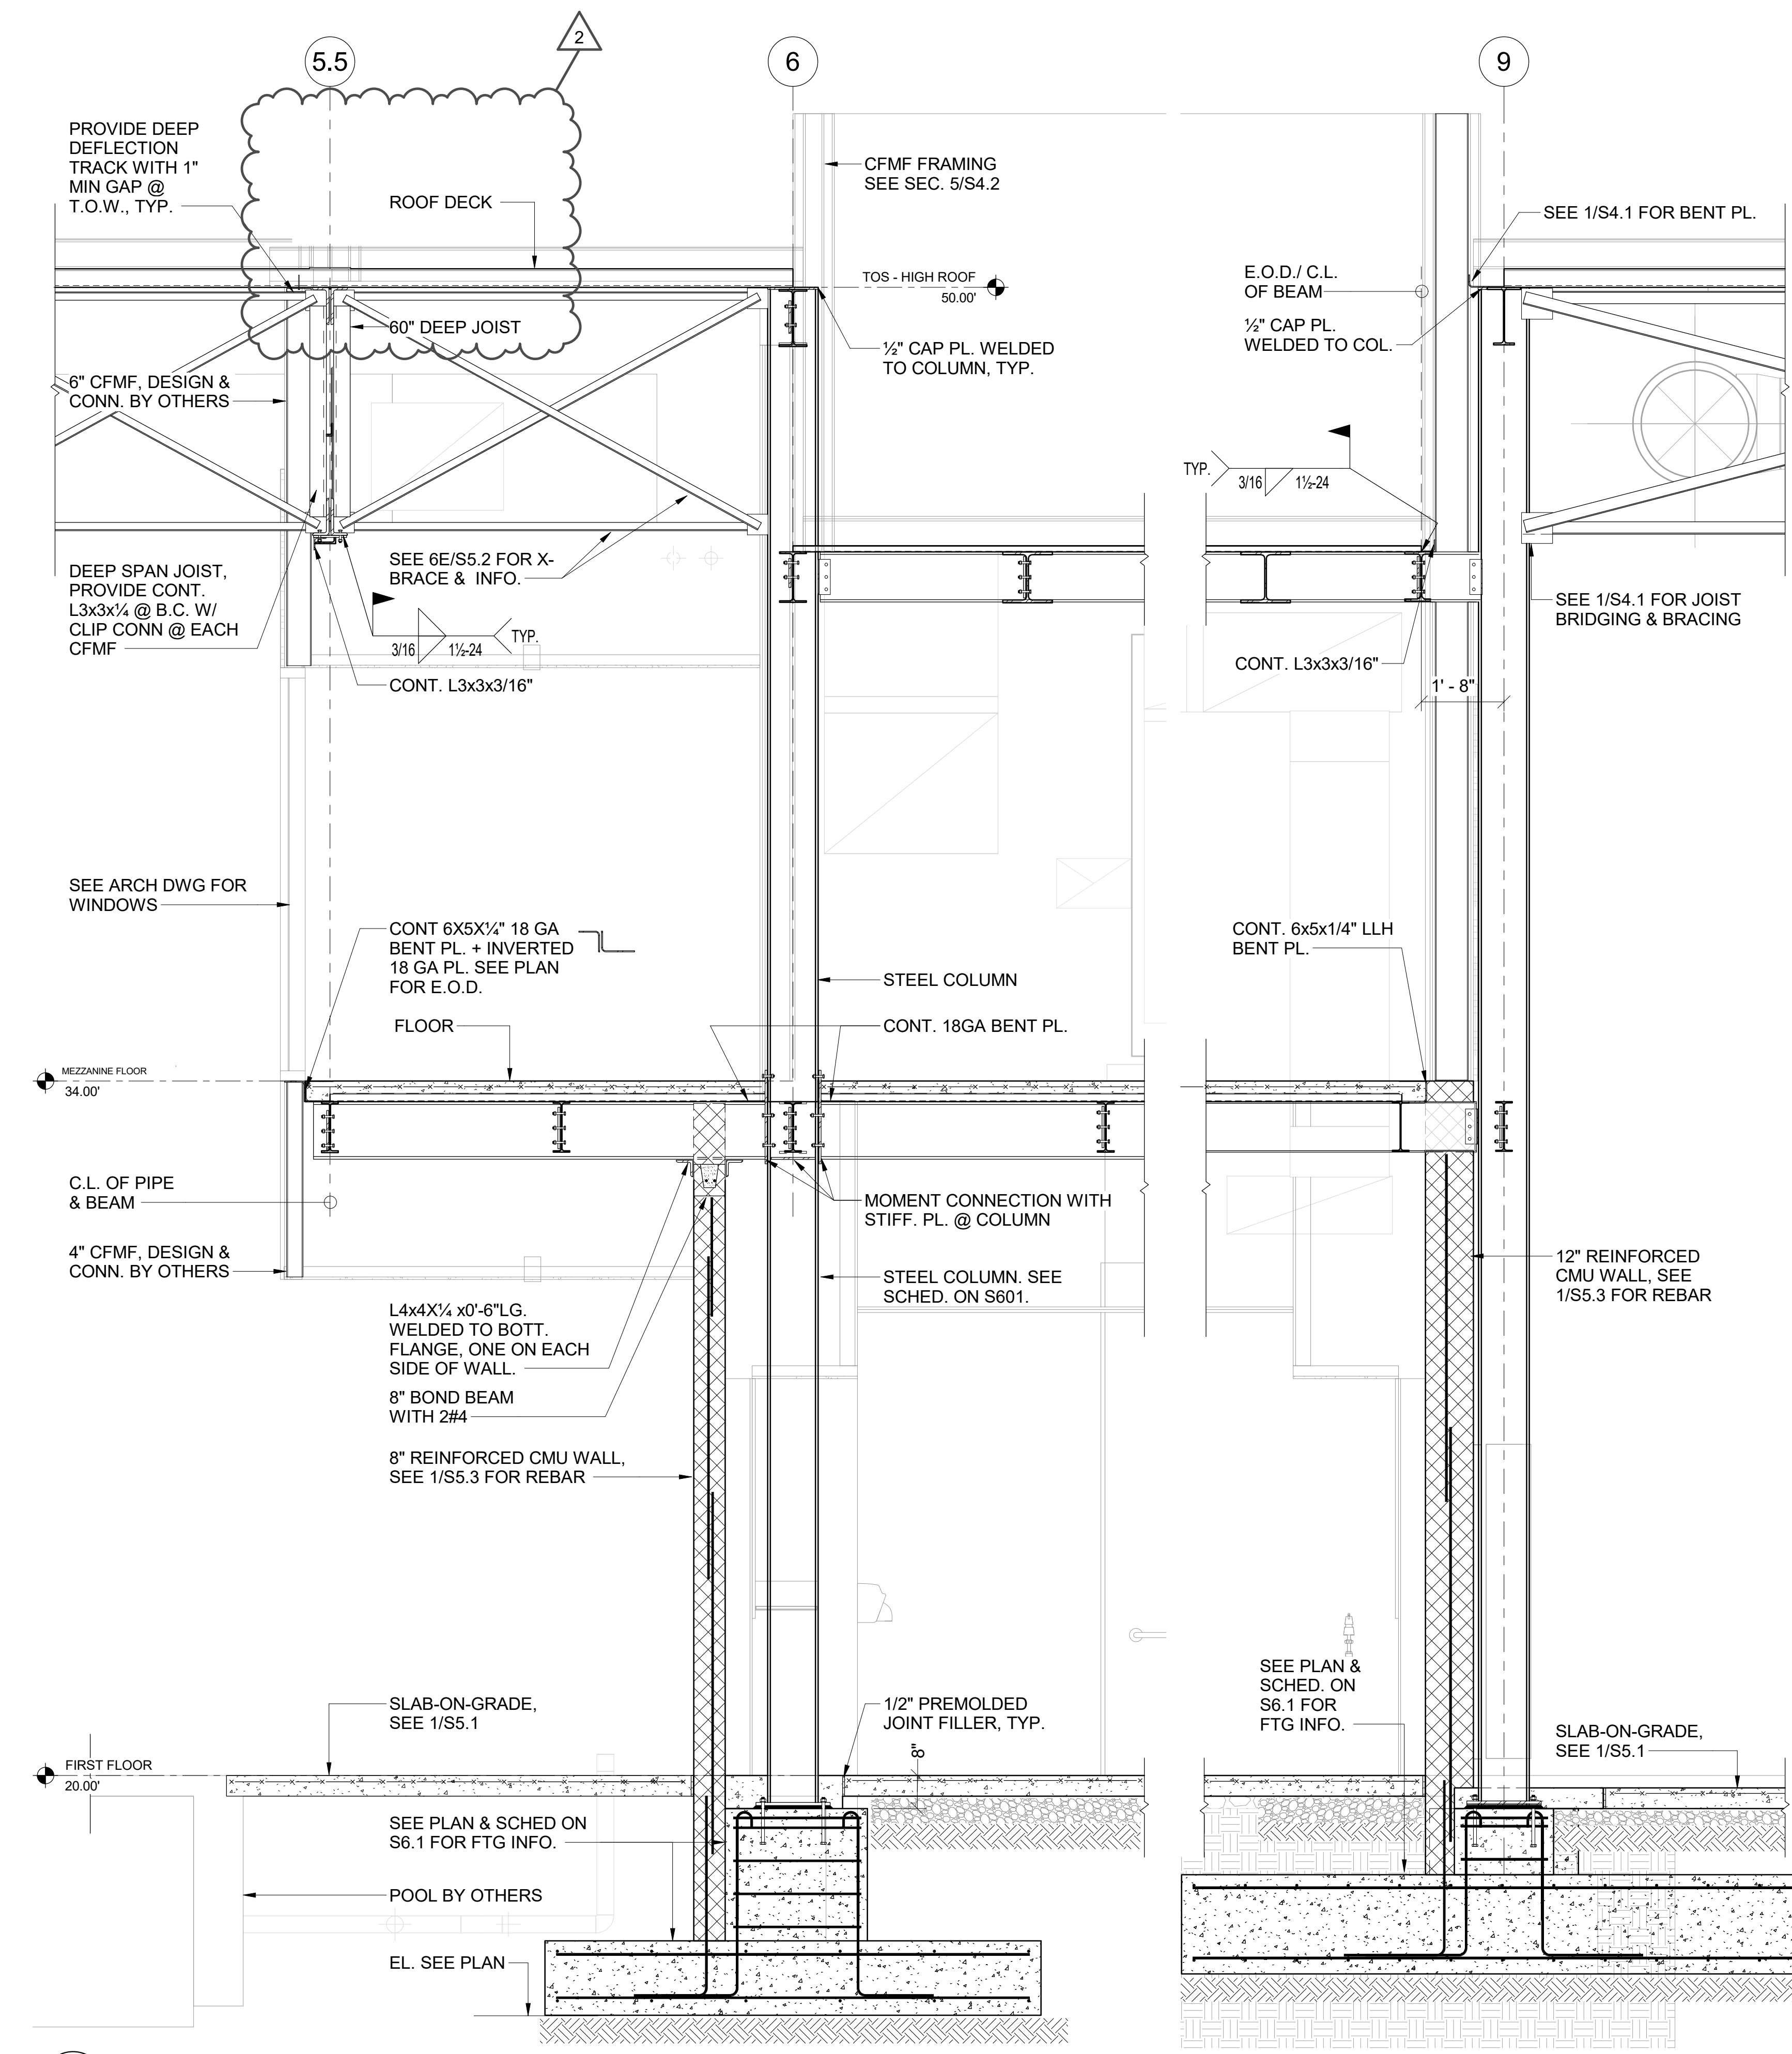 2
5.5
6
9
PROVIDE DEEP
DEFLECTION
TRACK WITH 1"
MIN GAP @
T.O.W., TYP.
ROOF DECK
CFMF FRAMING
SEE SEC. 5/S4.2
SEE 1/S4.1 FOR BENT PL.
TOS - HIGH ROOF
50.00'
E.O.D./ C.L.
OF BEAM
60" DEEP JOIST
½" CAP PL. WELDED
TO COLUMN, TYP.
½" CAP PL.
WELDED TO COL.
6" CFMF, DESIGN &
CONN. BY OTHERS
TYP.
3/16
1½-24
SEE 6E/S5.2 FOR X-
BRACE & INFO.
DEEP SPAN JOIST,
PROVIDE CONT.
L3x3x¼ @ B.C. W/
CLIP CONN @ EACH
CFMF
3/16
1½-24
TYP.
SEE 1/S4.1 FOR JOIST
BRIDGING & BRACING
CONT. L3x3x3/16"
CONT. L3x3x3/16"
1' - 8"
SEE ARCH DWG FOR
WINDOWS
CONT 6X5X¼" 18 GA
BENT PL. + INVERTED
18 GA PL. SEE PLAN
FOR E.O.D.
CONT. 6x5x1/4" LLH
BENT PL.
STEEL COLUMN
FLOOR
CONT. 18GA BENT PL.
MEZZANINE FLOOR
34.00'
C.L. OF PIPE
& BEAM
MOMENT CONNECTION WITH
STIFF. PL. @ COLUMN
4" CFMF, DESIGN &
CONN. BY OTHERS
STEEL COLUMN. SEE
SCHED. ON S601.
12" REINFORCED
CMU WALL, SEE
1/S5.3 FOR REBAR
L4x4X¼ x0'-6"LG.
WELDED TO BOTT.
FLANGE, ONE ON EACH
SIDE OF WALL.
8" BOND BEAM
WITH 2#4
8" REINFORCED CMU WALL,
SEE 1/S5.3 FOR REBAR
SEE PLAN &
SCHED. ON
S6.1 FOR
FTG INFO.
SLAB-ON-GRADE,
SEE 1/S5.1
1/2" PREMOLDED
JOINT FILLER, TYP.
8"
SLAB-ON-GRADE,
SEE 1/S5.1
FIRST FLOOR
20.00'
SEE PLAN & SCHED ON
S6.1 FOR FTG INFO.
POOL BY OTHERS
EL. SEE PLAN